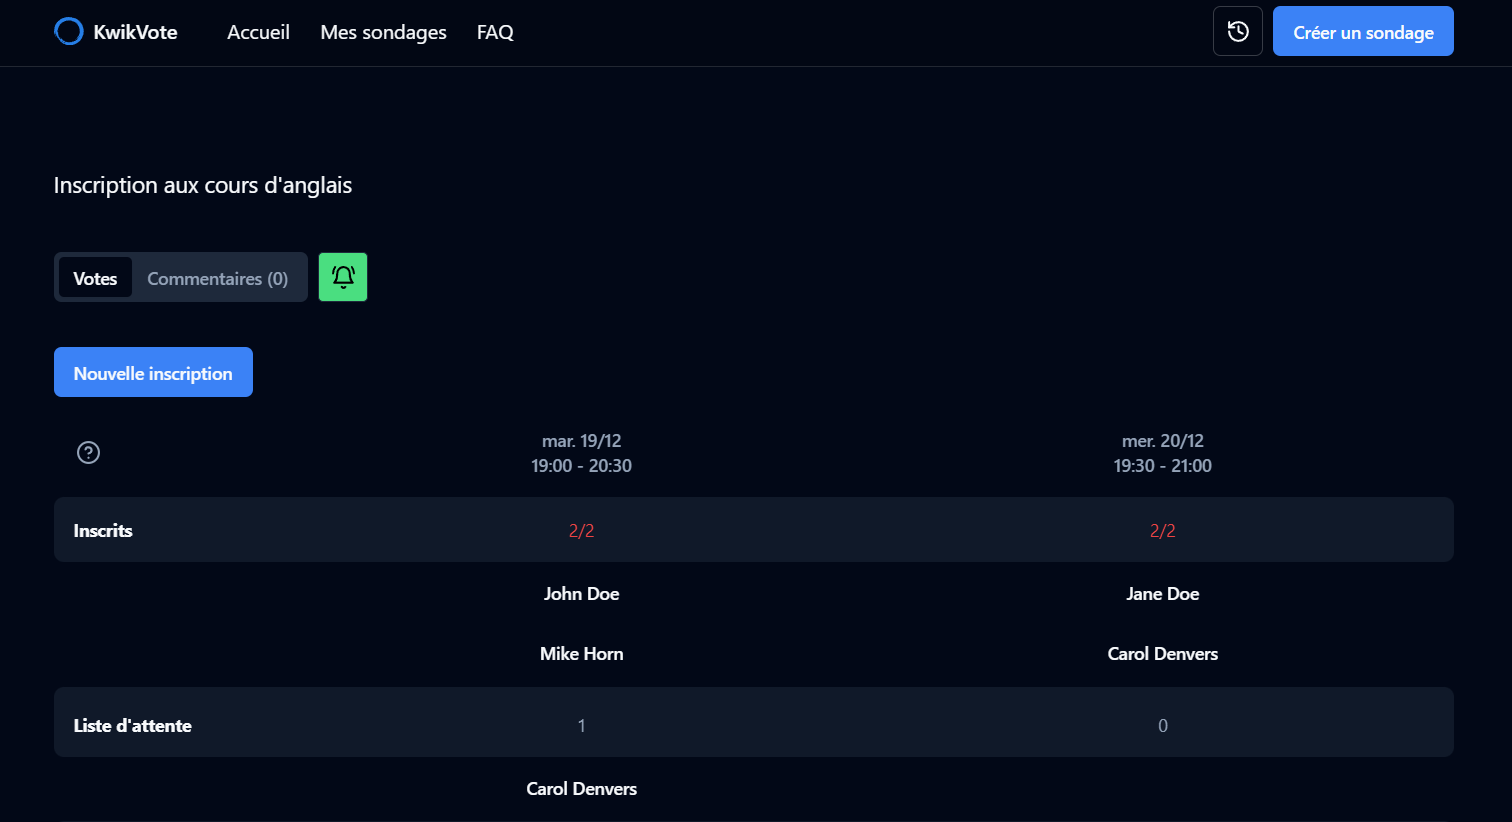 KwikVote Accueil Mes sondages FAQ Créer un sondage
Inscription aux cours d'anglais
Votes Commentaires (0)
Nouvelle inscription
mar. 19/12 mer. 20/12
19:00 - 20:30 19:30 - 21:00
Inscrits 2/2 2/2
John Doe Jane Doe
Mike Horn Carol Denvers
Liste d'attente 1 0
Carol Denvers